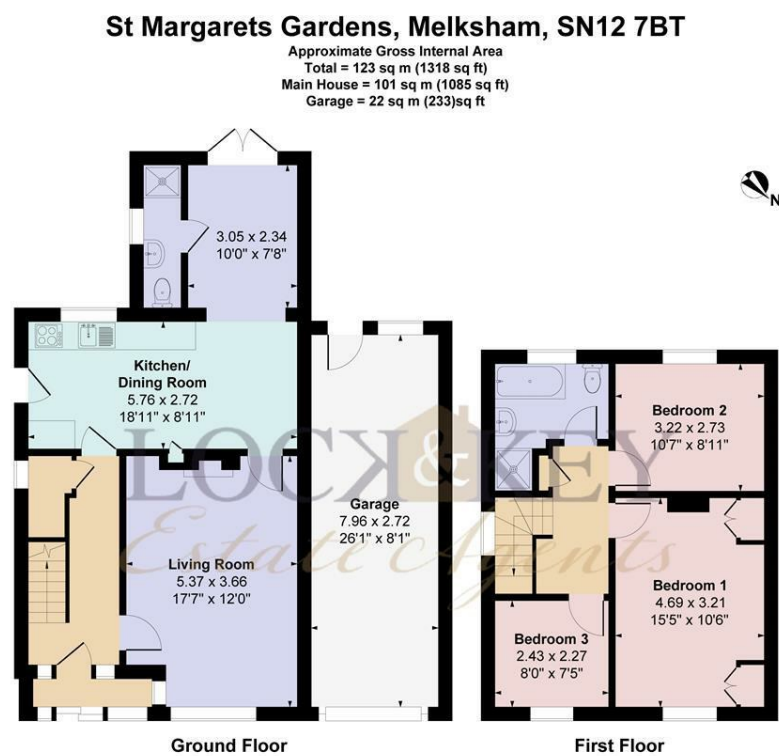 St Margarets Gardens, Melksham, SN12 7BT
Approximate Gross Internal Area
Total = 123 sq m (1318 sq ft)
Main House = 101 sq m (1085 sq ft)
Garage = 22 sq m (233)sq ft
N
3.05 x 2.34
10'0" x 7'8"
Kitchen/
Dining Room
5.76 x 2.72
18'11" x 8'11"
Bedroom 2
3.22 x 2.73
10'7" x 8'11"
LOCK & KEY
Estate Agents
Garage
7.96 x 2.72
26'1" x 8'1"
Living Room
5.37 x 3.66
17'7" x 12'0"
Bedroom 1
4.69 x 3.21
15'5" x 10'6"
Bedroom 3
2.43 x 2.27
8'0" x 7'5"
Ground Floor
First Floor